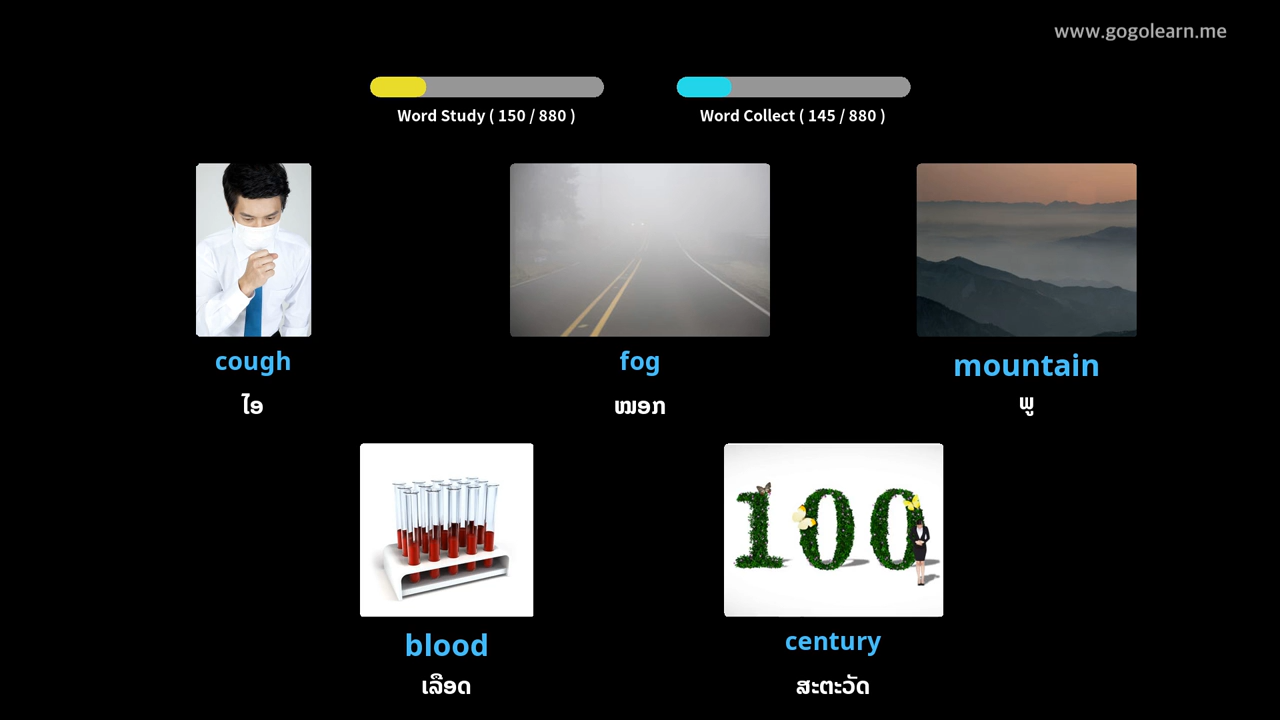 www.gogolearn.me
Word Study ( 150 / 880 )
Word Collect ( 145 / 880 )
cough
fog
mountain
ໄອ
ໝອກ
ພູ
blood
century
ເລືອດ
ສະຕະວັດ